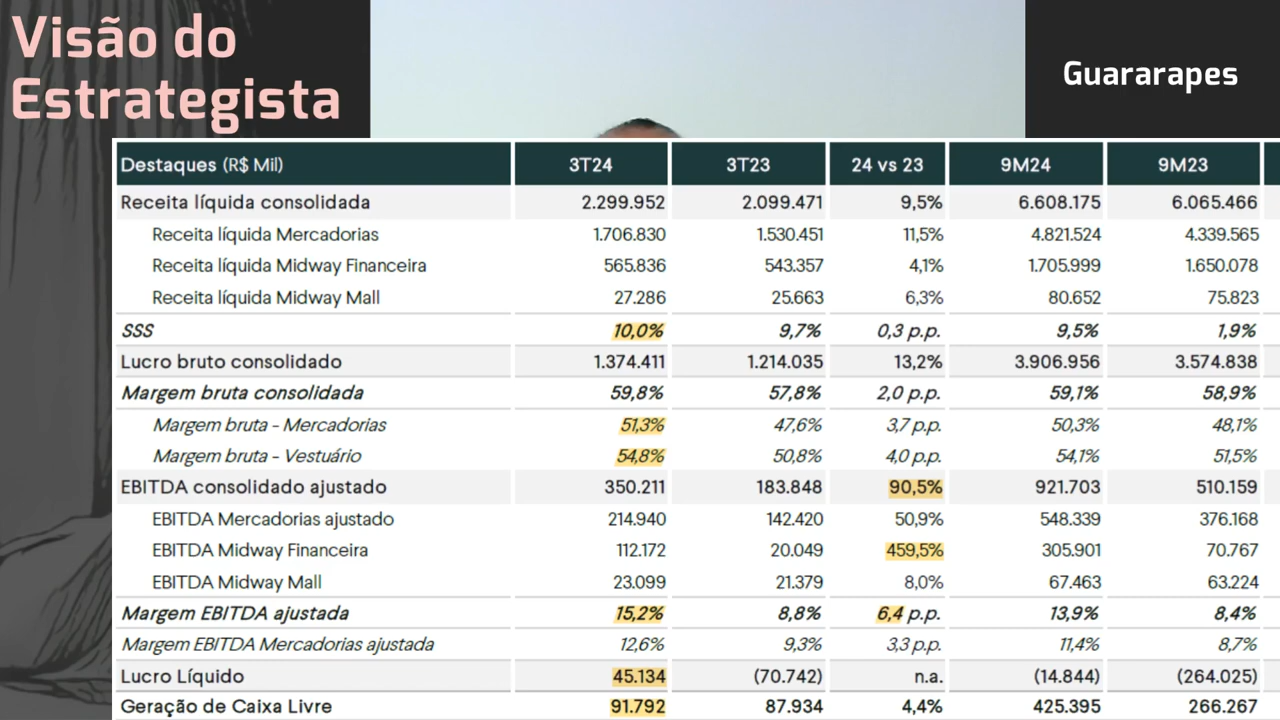 Visão do
Estrategista
Guararapes
Destaques (R$ Mil) 3T24 3T23 24 vs 23 9M24 9M23
Receita líquida consolidada 2.299.952 2.099.471 9,5% 6.608.175 6.065.466
Receita líquida Mercadorias 1.706.830 1.530.451 11,5% 4.821.524 4.339.565
Receita líquida Midway Financeira 565.836 543.357 4,1% 1.705.999 1.650.078
Receita líquida Midway Mall 27.286 25.663 6,3% 80.652 75.823
SSS 10,0% 9,7% 0,3 p.p. 9,5% 1,9%
Lucro bruto consolidado 1.374.411 1.214.035 13,2% 3.906.956 3.574.838
Margem bruta consolidada 59,8% 57,8% 2,0 p.p. 59,1% 58,9%
Margem bruta - Mercadorias 51,3% 47,6% 3,7 p.p. 50,3% 48,1%
Margem bruta - Vestuário 54,8% 50,8% 4,0 p.p. 54,1% 51,5%
EBITDA consolidado ajustado 350.211 183.848 90,5% 921.703 510.159
EBITDA Mercadorias ajustado 214.940 142.420 50,9% 548.339 376.168
EBITDA Midway Financeira 112.172 20.049 459,5% 305.901 70.767
EBITDA Midway Mall 23.099 21.379 8,0% 67.463 63.224
Margem EBITDA ajustada 15,2% 8,8% 6,4 p.p. 13,9% 8,4%
Margem EBITDA Mercadorias ajustada 12,6% 9,3% 3,3 p.p. 11,4% 8,7%
Lucro Líquido 45.134 (70.742) n.a. (14.844) (264.025)
Geração de Caixa Livre 91.792 87.934 4,4% 425.395 266.267